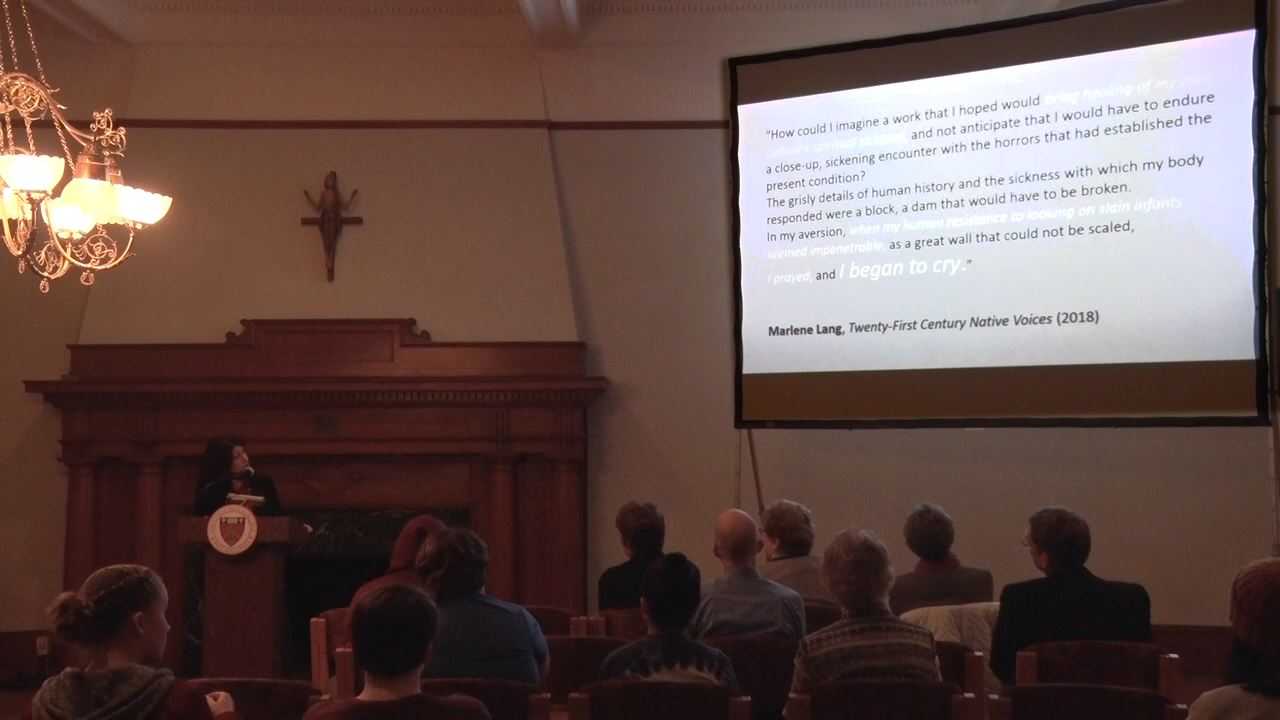 “How could I imagine a work that I hoped would bring healing of my own
culture's spiritual sickness, and not anticipate that I would have to endure
a close-up, sickening encounter with the horrors that had established the
present condition?
The grisly details of human history and the sickness with which my body
responded were a block, a dam that would have to be broken.
In my aversion, when my human resistance to looking on slain infants
seemed impenetrable, as a great wall that could not be scaled,
I prayed, and I began to cry.”
Marlene Lang, Twenty-First Century Native Voices (2018)